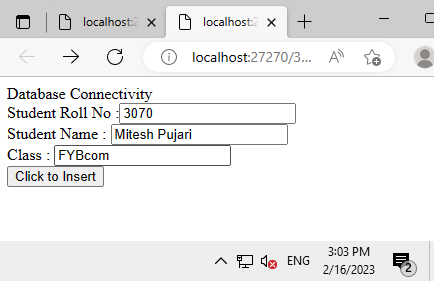 localhost:2
localhost:2
localhost:27270/3...
Database Connectivity
Student Roll No : 3070
Student Name : Mitesh Pujari
Class : FYBcom
Click to Insert
3:03 PM
ENG
2/16/2023
2